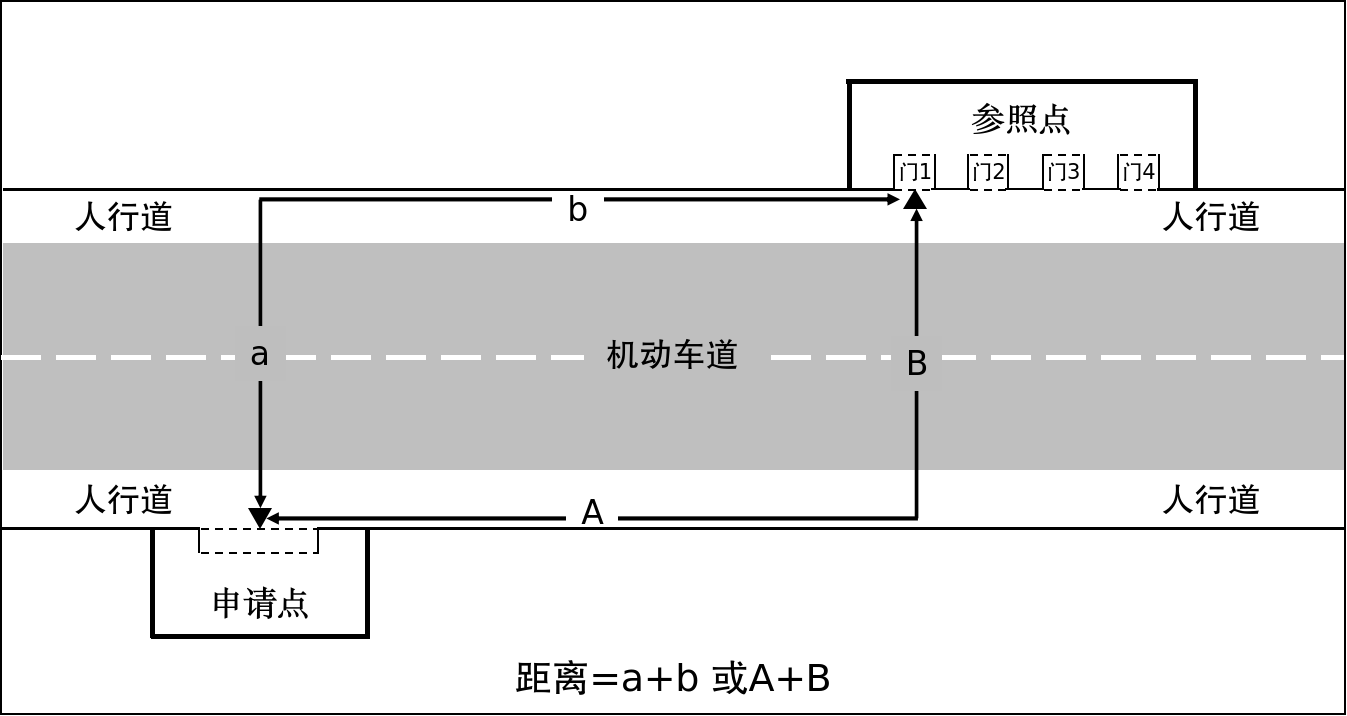 参照点
门1 门2 门3 门4
人行道 b 人行道
a 机动车道 B
人行道 A 人行道
申请点
距离=a+b 或A+B